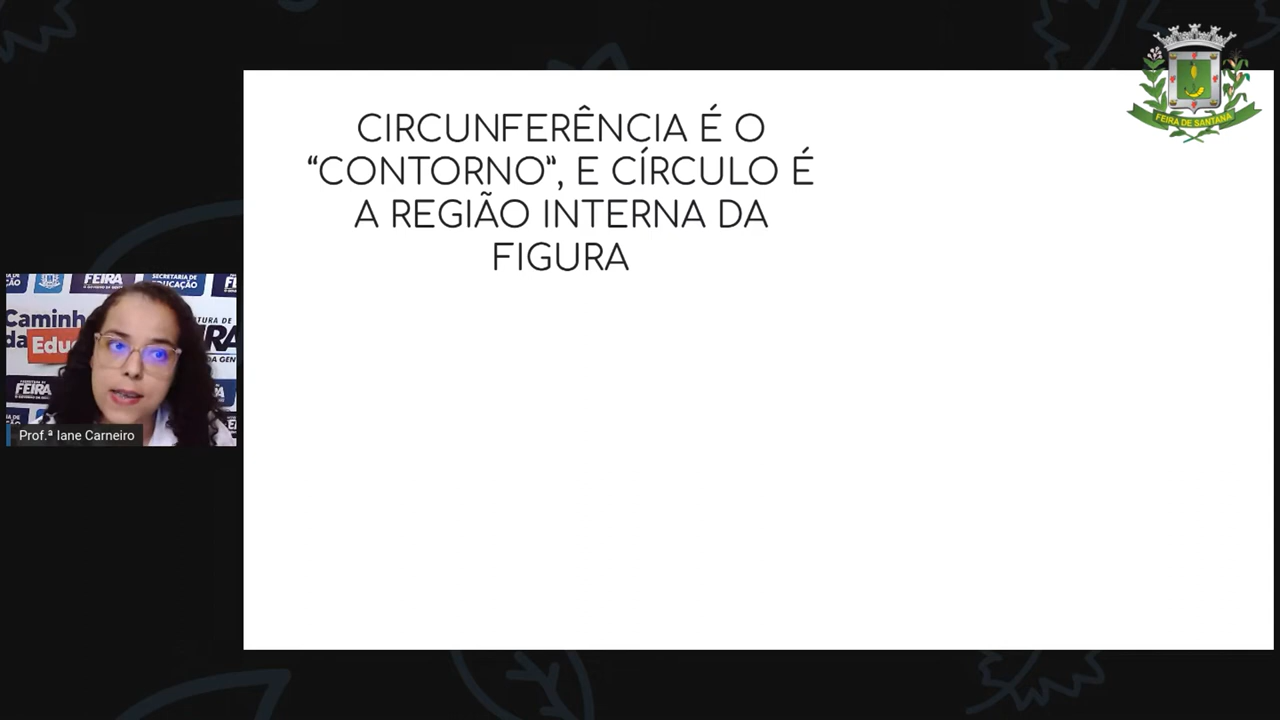 CIRCUNFERÊNCIA É O
“CONTORNO”, E CÍRCULO É
A REGIÃO INTERNA DA
FIGURA
FEIRA DE SANTANA
FEIRA
SECRETARIA DE
EDUCAÇÃO
Caminh
da Edu
FEIRA
Prof.ª Iane Carneiro